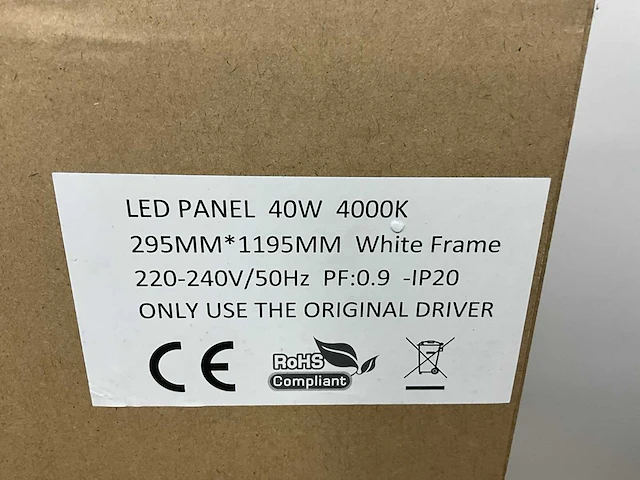 LED PANEL 40W 4000K
295MM*1195MM White Frame
220-240V/50Hz PF:0.9 -IP20
ONLY USE THE ORIGINAL DRIVER
CE RoHS
Compliant